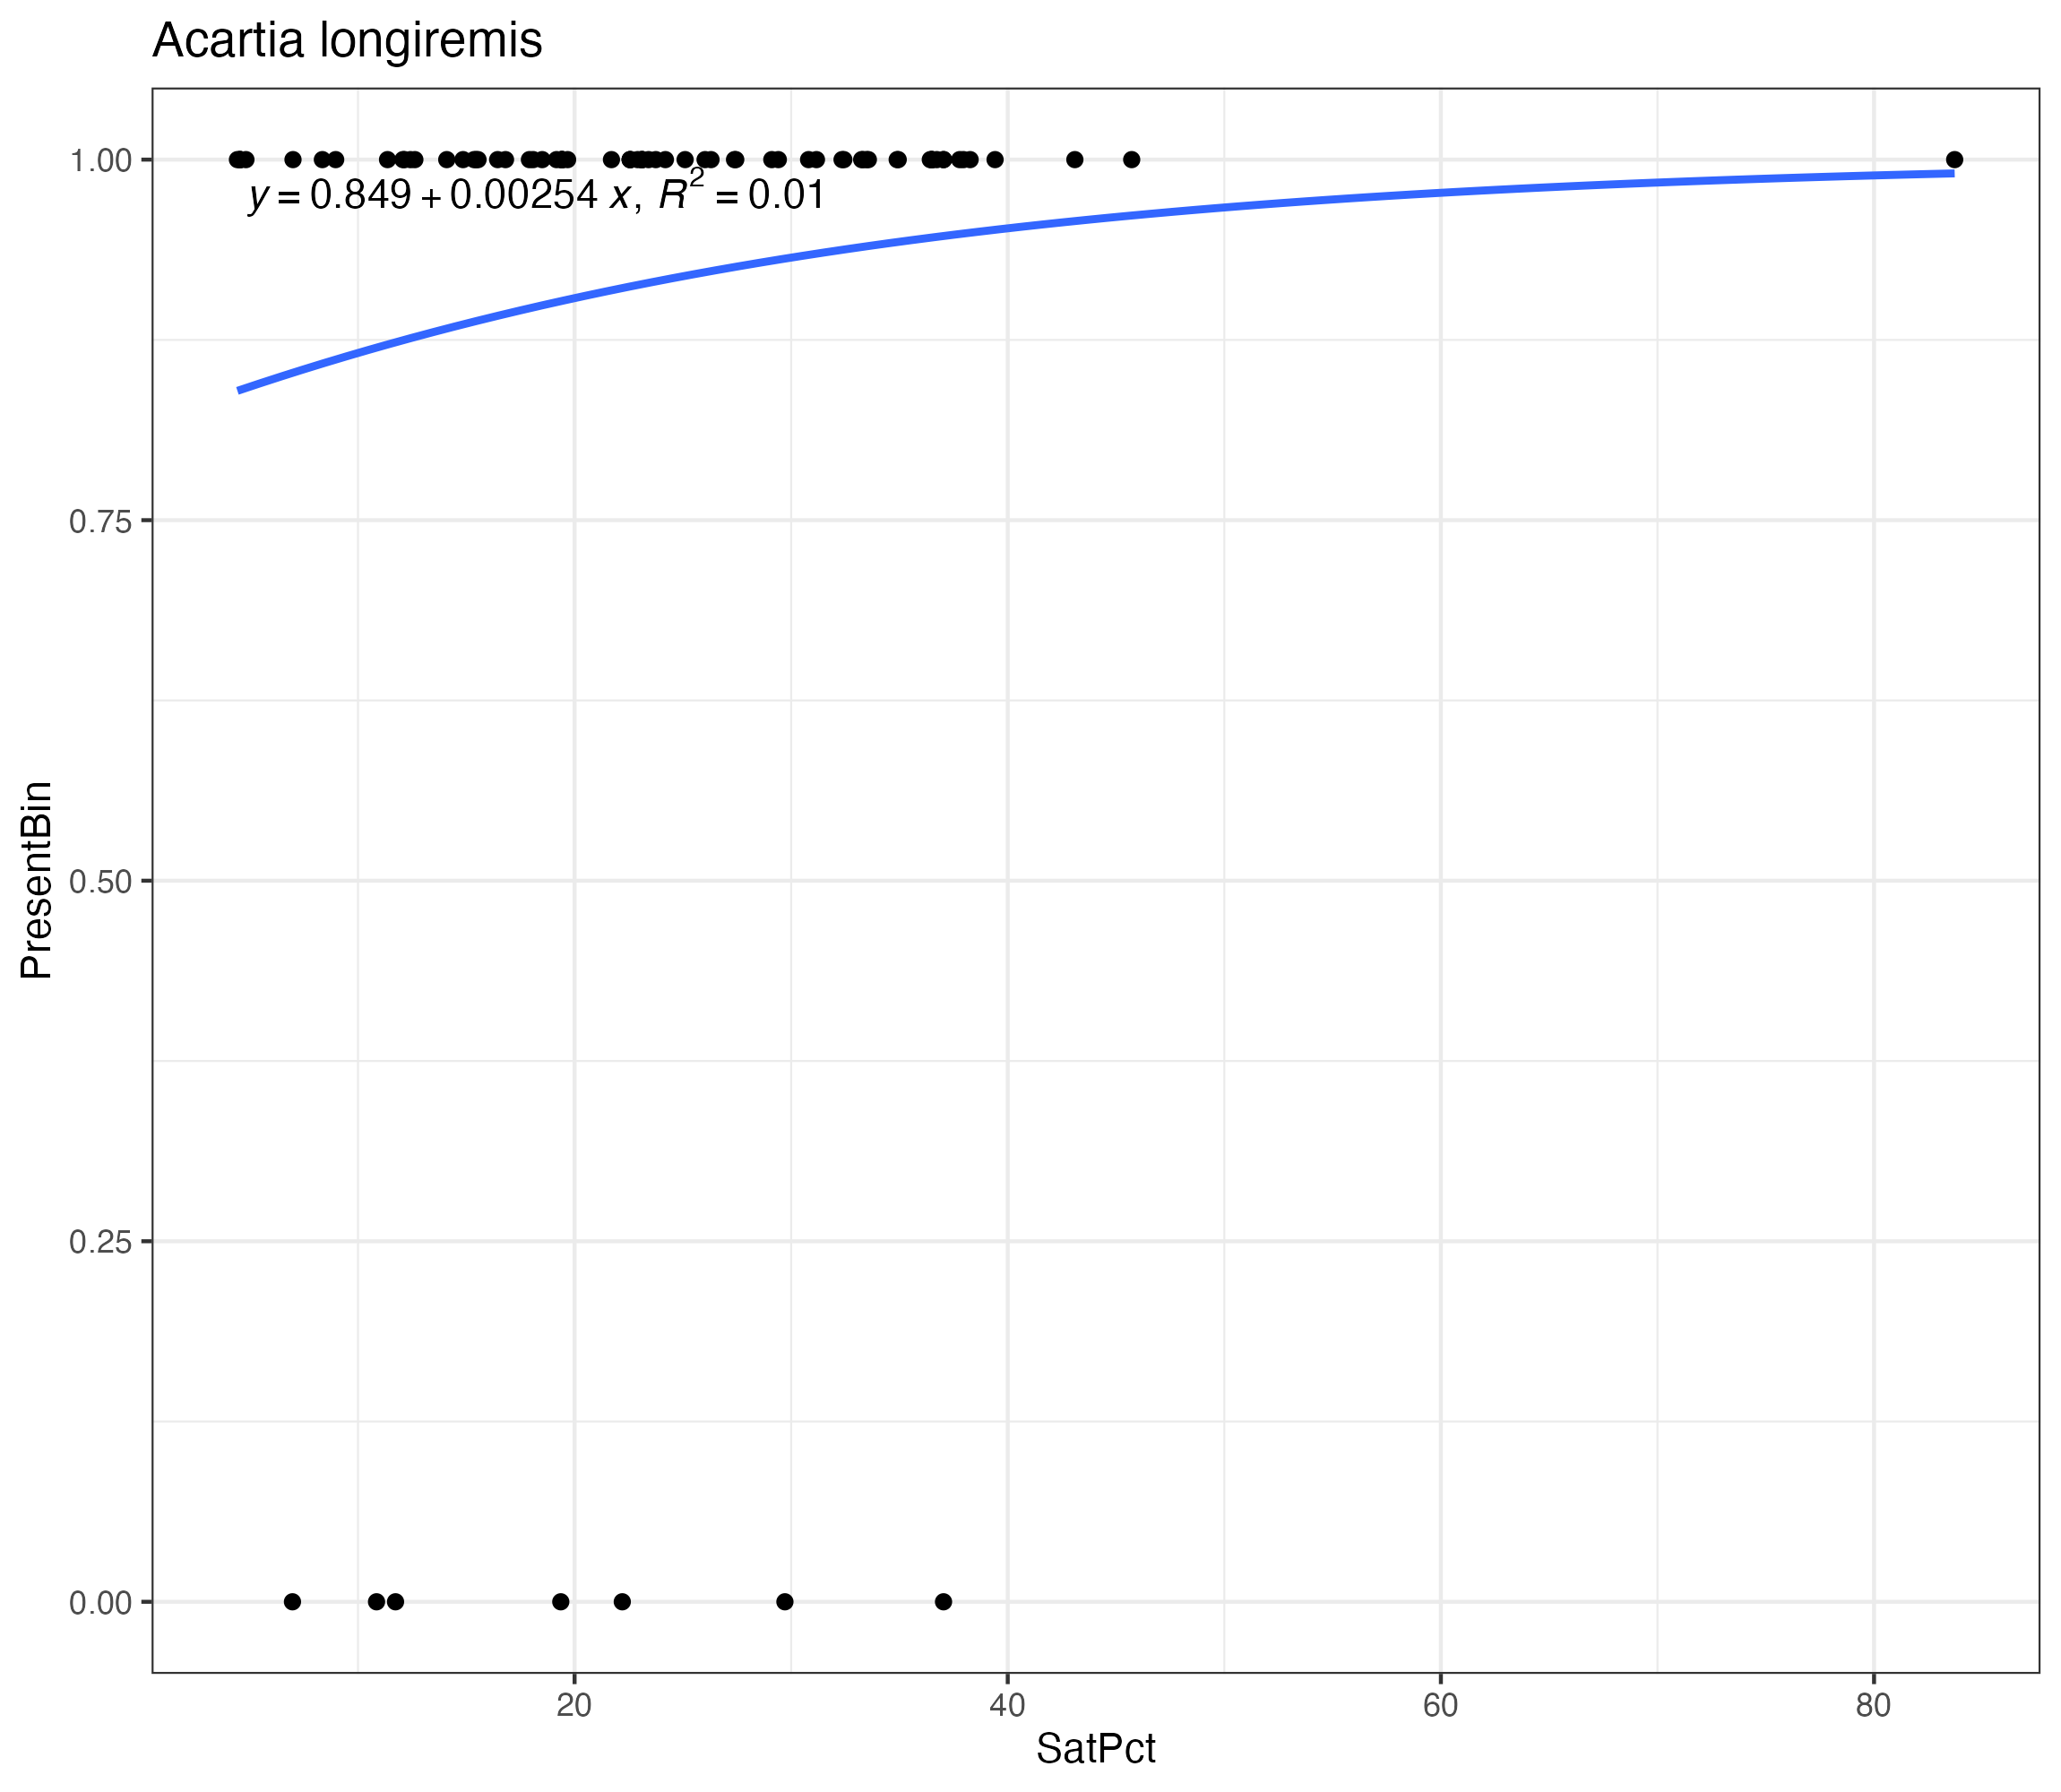 Acartia longiremis
1.00
y = 0.849 + 0.00254 x, R² = 0.01
0.75
0.50
0.25
0.00
PresentBin
20 40 60 80
SatPct